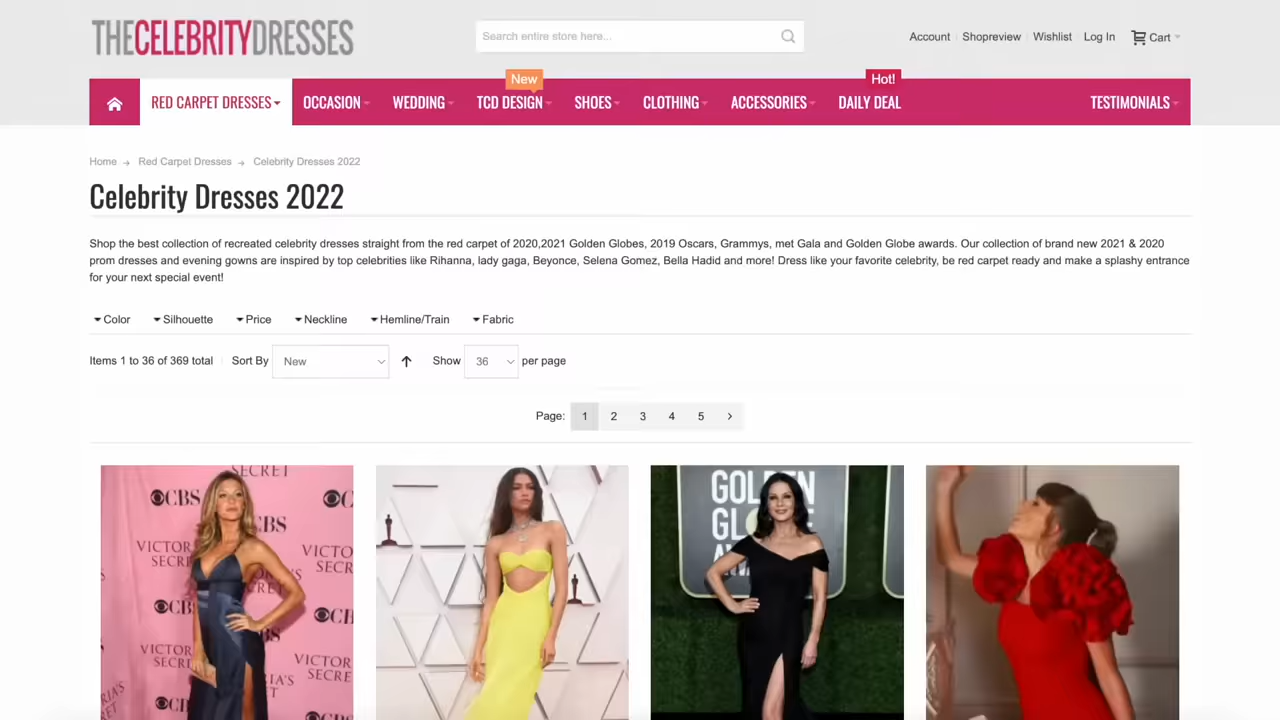 THECELEBRITYDRESSES
Search entire store here...
Account
Shopreview
Wishlist
Log In
Cart
New
Hot!
RED CARPET DRESSES
OCCASION
WEDDING
TCD DESIGN
SHOES
CLOTHING
ACCESSORIES
DAILY DEAL
TESTIMONIALS
Home → Red Carpet Dresses → Celebrity Dresses 2022
Celebrity Dresses 2022
Shop the best collection of recreated celebrity dresses straight from the red carpet of 2020,2021 Golden Globes, 2019 Oscars, Grammys, met Gala and Golden Globe awards. Our collection of brand new 2021 & 2020
prom dresses and evening gowns are inspired by top celebrities like Rihanna, lady gaga, Beyonce, Selena Gomez, Bella Hadid and more! Dress like your favorite celebrity, be red carpet ready and make a splashy entrance
for your next special event!
Color
Silhouette
Price
Neckline
Hemline/Train
Fabric
Items 1 to 36 of 369 total
Sort By
New
Show
36
per page
Page:
1 2 3 4 5
SECRET
CBS
VICTORIA
SECRET
CBS
GOLDEN
GLOBE